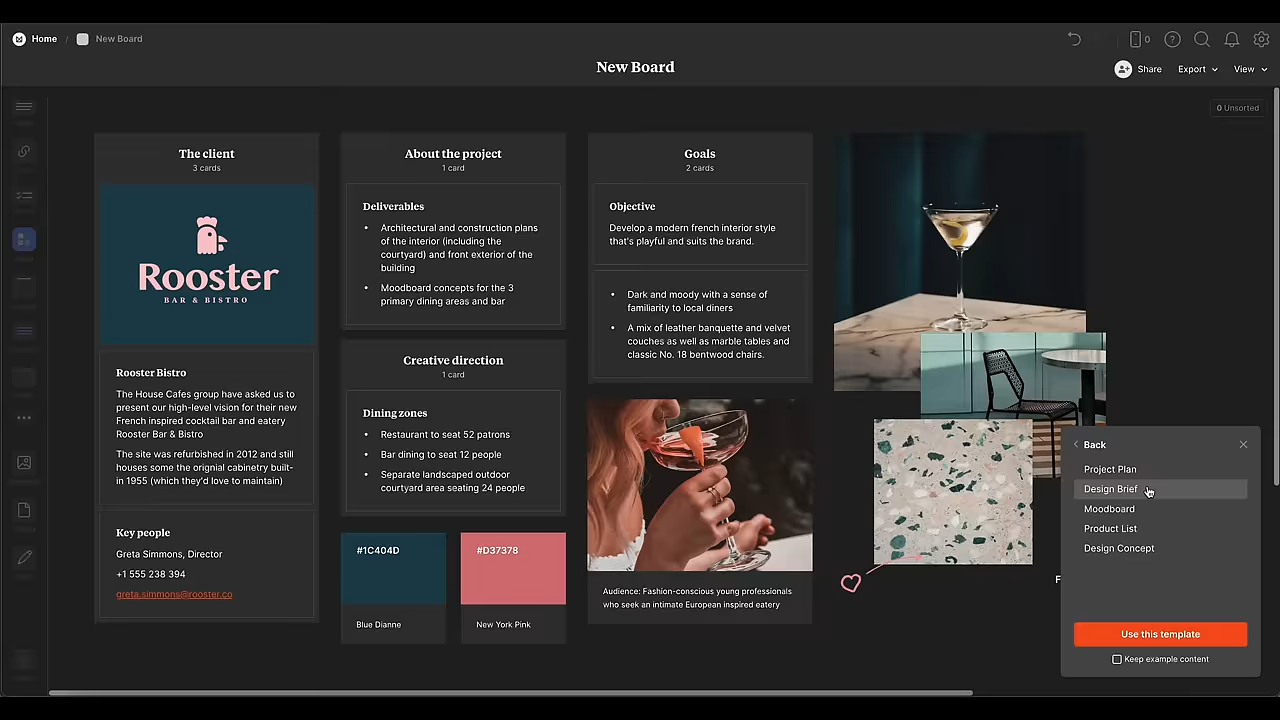 Home / New Board
0
New Board
Share
Export
View
0 Unsorted
The client
3 cards
Rooster
BAR & BISTRO
Rooster Bistro
The House Cafes group have asked us to
present our high-level vision for their new
French inspired cocktail bar and eatery
Rooster Bar & Bistro
The site was refurbished in 2012 and still
houses some the orignial cabinetry built-
in 1955 (which they'd love to maintain)
Key people
Greta Simmons, Director
+1 555 238 394
greta.simmons@rooster.co
About the project
1 card
Deliverables
• Architectural and construction plans
of the interior (including the
courtyard) and front exterior of the
building
• Moodboard concepts for the 3
primary dining areas and bar
Creative direction
1 card
Dining zones
• Restaurant to seat 52 patrons
• Bar dining to seat 12 people
• Separate landscaped outdoor
courtyard area seating 24 people
#1C404D
Blue Dianne
#D37378
New York Pink
Goals
2 cards
Objective
Develop a modern french interior style
that's playful and suits the brand.
• Dark and moody with a sense of
familiarity to local diners
• A mix of leather banquette and velvet
couches as well as marble tables and
classic No. 18 bentwood chairs.
Audience: Fashion-conscious young professionals
who seek an intimate European inspired eatery
F
Back
Project Plan
Design Brief
Moodboard
Product List
Design Concept
Use this template
Keep example content